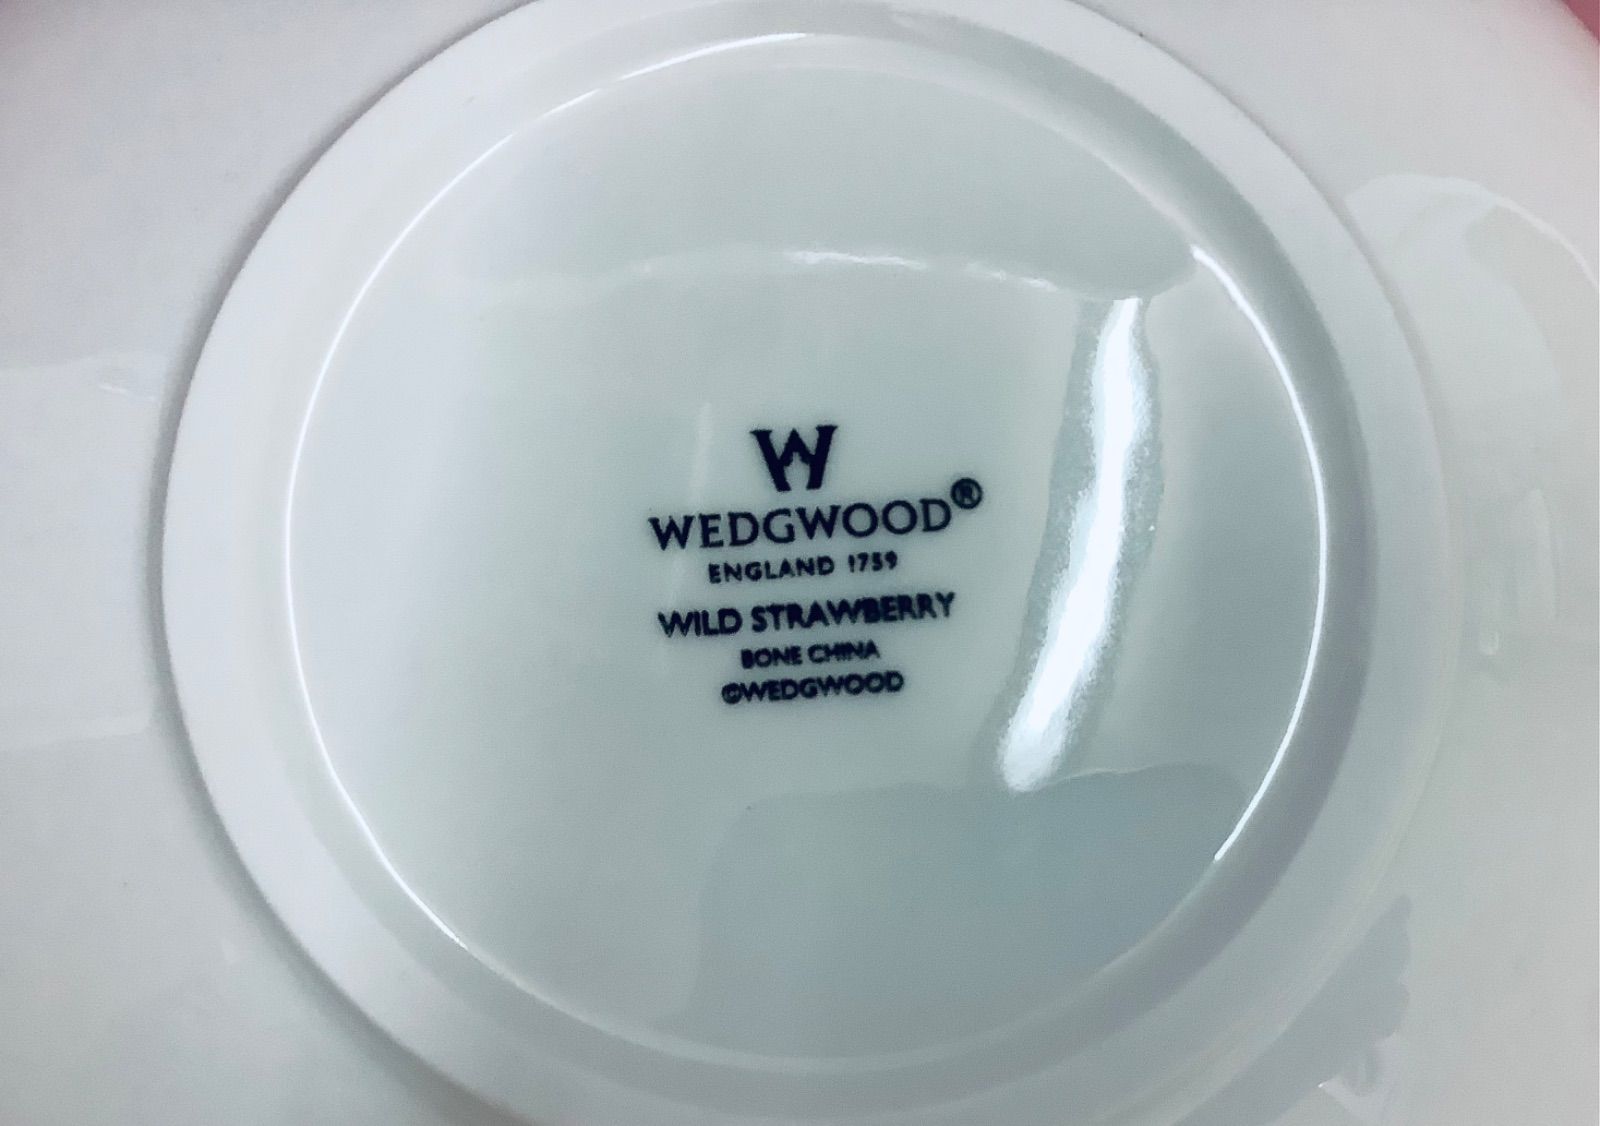 W
WEDGWOOD®
ENGLAND 1759
WILD STRAWBERRY
BONE CHINA
©WEDGWOOD